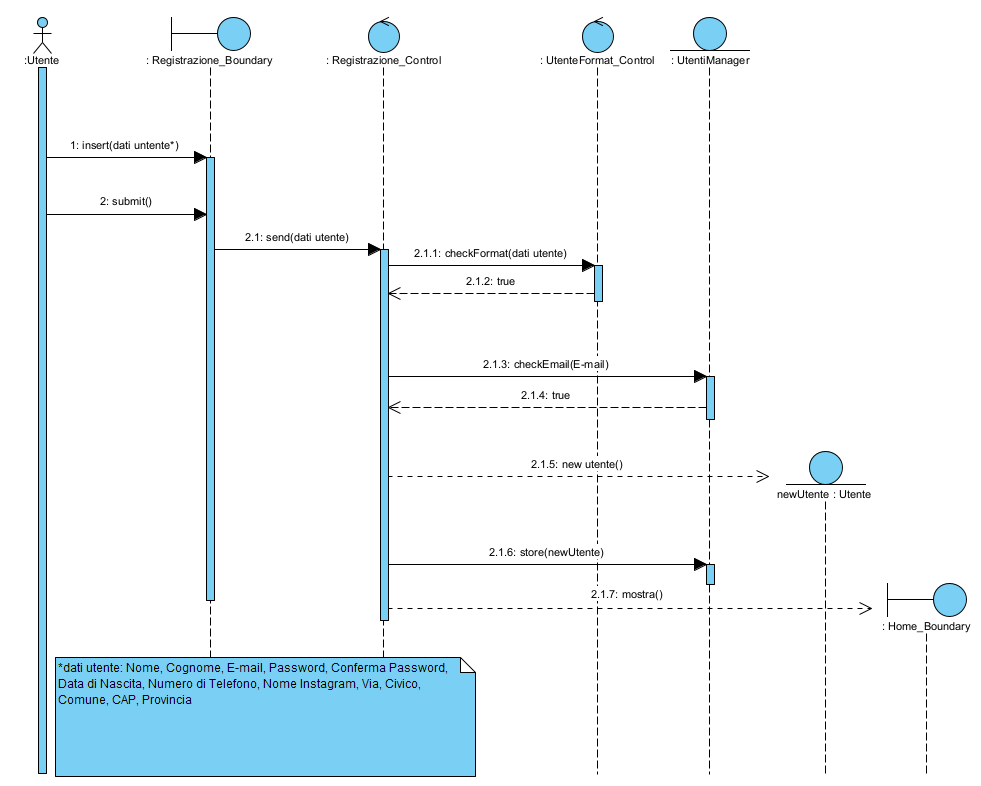 :Utente
: Registrazione_Boundary
: Registrazione_Control
: UtenteFormat_Control
: UtentiManager
1: insert(dati untente*)
2: submit()
2.1: send(dati utente)
2.1.1: checkFormat(dati utente)
2.1.2: true
2.1.3: checkEmail(E-mail)
2.1.4: true
2.1.5: new utente()
newUtente : Utente
2.1.6: store(newUtente)
2.1.7: mostra()
: Home_Boundary
*dati utente: Nome, Cognome, E-mail, Password, Conferma Password,
Data di Nascita, Numero di Telefono, Nome Instagram, Via, Civico,
Comune, CAP, Provincia